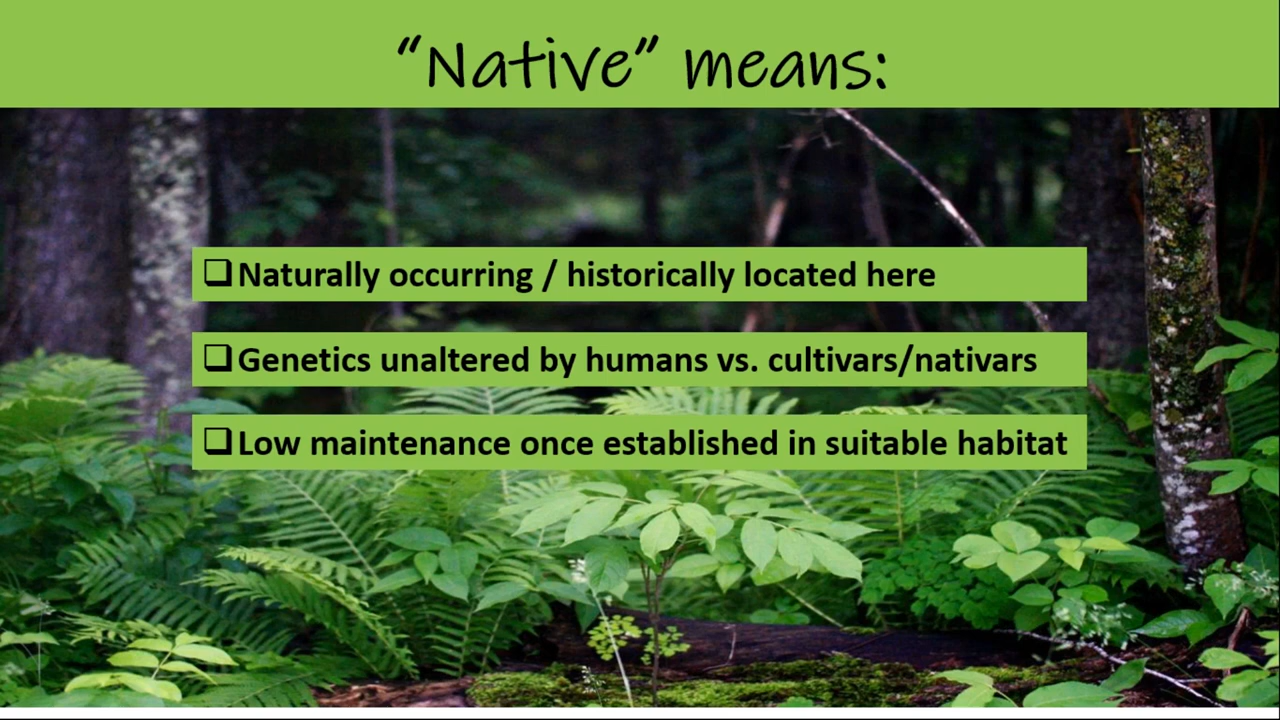 “Native” means:
❑Naturally occurring / historically located here
❑Genetics unaltered by humans vs. cultivars/nativars
❑Low maintenance once established in suitable habitat